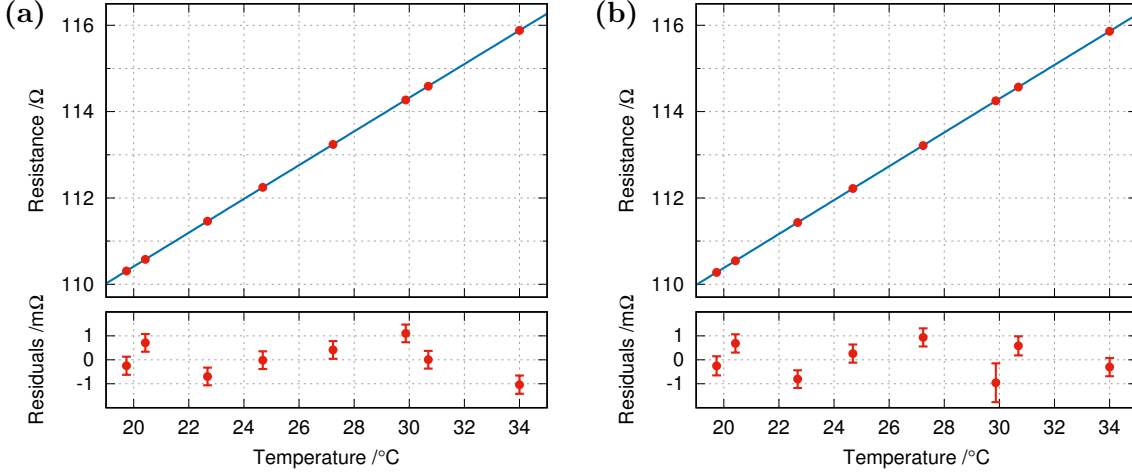 (a)
116
114
112
110
Resistance /Ω
1
0
-1
Residuals /mΩ
20 22 24 26 28 30 32 34
Temperature /°C
(b)
116
114
112
110
Resistance /Ω
1
0
-1
Residuals /mΩ
20 22 24 26 28 30 32 34
Temperature /°C